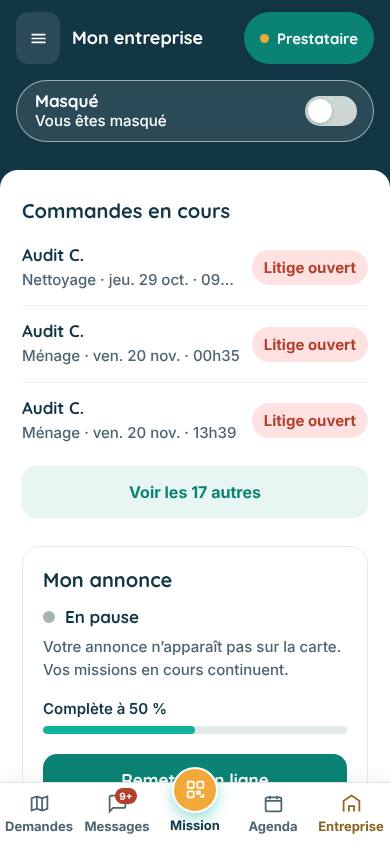 Mon entreprise
Prestataire
Masqué
Vous êtes masqué
Commandes en cours
Audit C.
Nettoyage · jeu. 29 oct. · 09...
Litige ouvert
Audit C.
Ménage · ven. 20 nov. · 00h35
Litige ouvert
Audit C.
Ménage · ven. 20 nov. · 13h39
Litige ouvert
Voir les 17 autres
Mon annonce
En pause
Votre annonce n’apparaît pas sur la carte.
Vos missions en cours continuent.
Complète à 50 %
ligne
9+
Demandes
Messages
Mission
Agenda
Entreprise